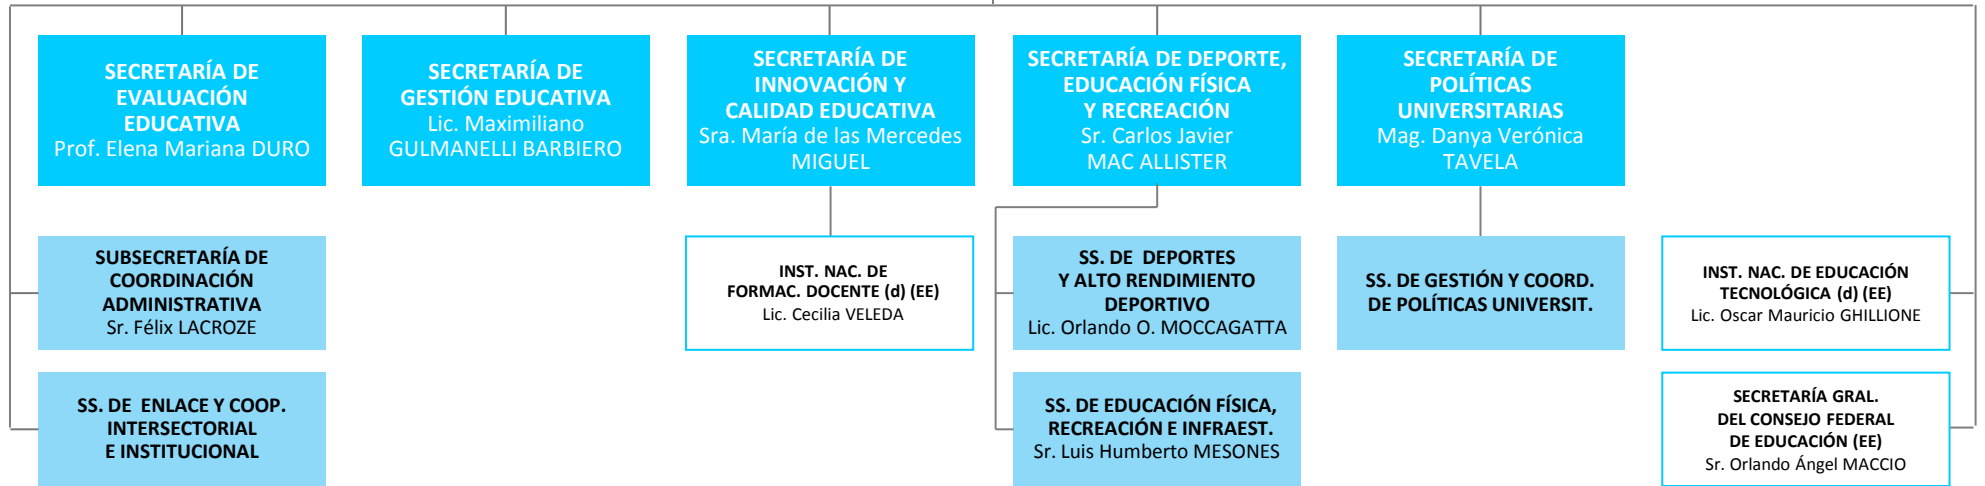 SECRETARÍA DE
EVALUACIÓN
EDUCATIVA
Prof. Elena Mariana DURO
SECRETARÍA DE
GESTIÓN EDUCATIVA
Lic. Maximiliano
GULMANELLI BARBIERO
SECRETARÍA DE
INNOVACIÓN Y
CALIDAD EDUCATIVA
Sra. María de las Mercedes
MIGUEL
SECRETARÍA DE DEPORTE,
EDUCACIÓN FÍSICA
Y RECREACIÓN
Sr. Carlos Javier
MAC ALLISTER
SECRETARÍA DE
POLÍTICAS
UNIVERSITARIAS
Mag. Danya Verónica
TAVELA
SUBSECRETARÍA DE
COORDINACIÓN
ADMINISTRATIVA
Sr. Félix LACROZE
INST. NAC. DE
FORMAC. DOCENTE (d) (EE)
Lic. Cecilia VELEDA
SS. DE DEPORTES
Y ALTO RENDIMIENTO
DEPORTIVO
Lic. Orlando O. MOCCAGATTA
SS. DE GESTIÓN Y COORD.
DE POLÍTICAS UNIVERSIT.
INST. NAC. DE EDUCACIÓN
TECNOLÓGICA (d) (EE)
Lic. Oscar Mauricio GHILLIONE
SS. DE ENLACE Y COOP.
INTERSECTORIAL
E INSTITUCIONAL
SS. DE EDUCACIÓN FÍSICA,
RECREACIÓN E INFRAEST.
Sr. Luis Humberto MESONES
SECRETARÍA GRAL.
DEL CONSEJO FEDERAL
DE EDUCACIÓN (EE)
Sr. Orlando Ángel MACCIO